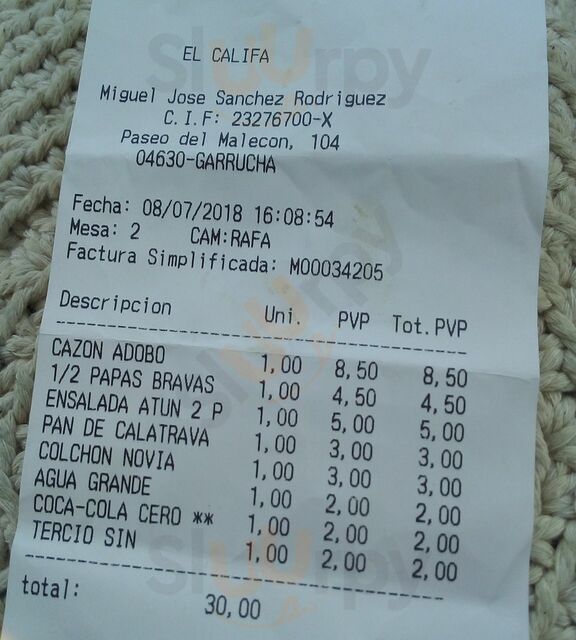 EL CALIFA
Miguel Jose Sanchez Rodriguez
C.I.F: 23276700-X
Paseo del Malecon, 104
04630-GARRUCHA
Fecha: 08/07/2018 16:08:54
Mesa: 2 CAM:RAFA
Factura Simplificada: M00034205
Descripcion Uni. PVP Tot.PVP
CAZON ADOBO 1,00 8,50 8,50
1/2 PAPAS BRAVAS 1,00 4,50 4,50
ENSALADA ATUN 2 P 1,00 5,00 5,00
PAN DE CALATRAVA 1,00 3,00 3,00
COLCHON NOVIA 1,00 3,00 3,00
AGUA GRANDE 1,00 2,00 2,00
COCA-COLA CERO ** 1,00 2,00 2,00
TERCIO SIN 1,00 2,00 2,00
total: 30,00
Sluurpy
Sluurpy
Sluurpy